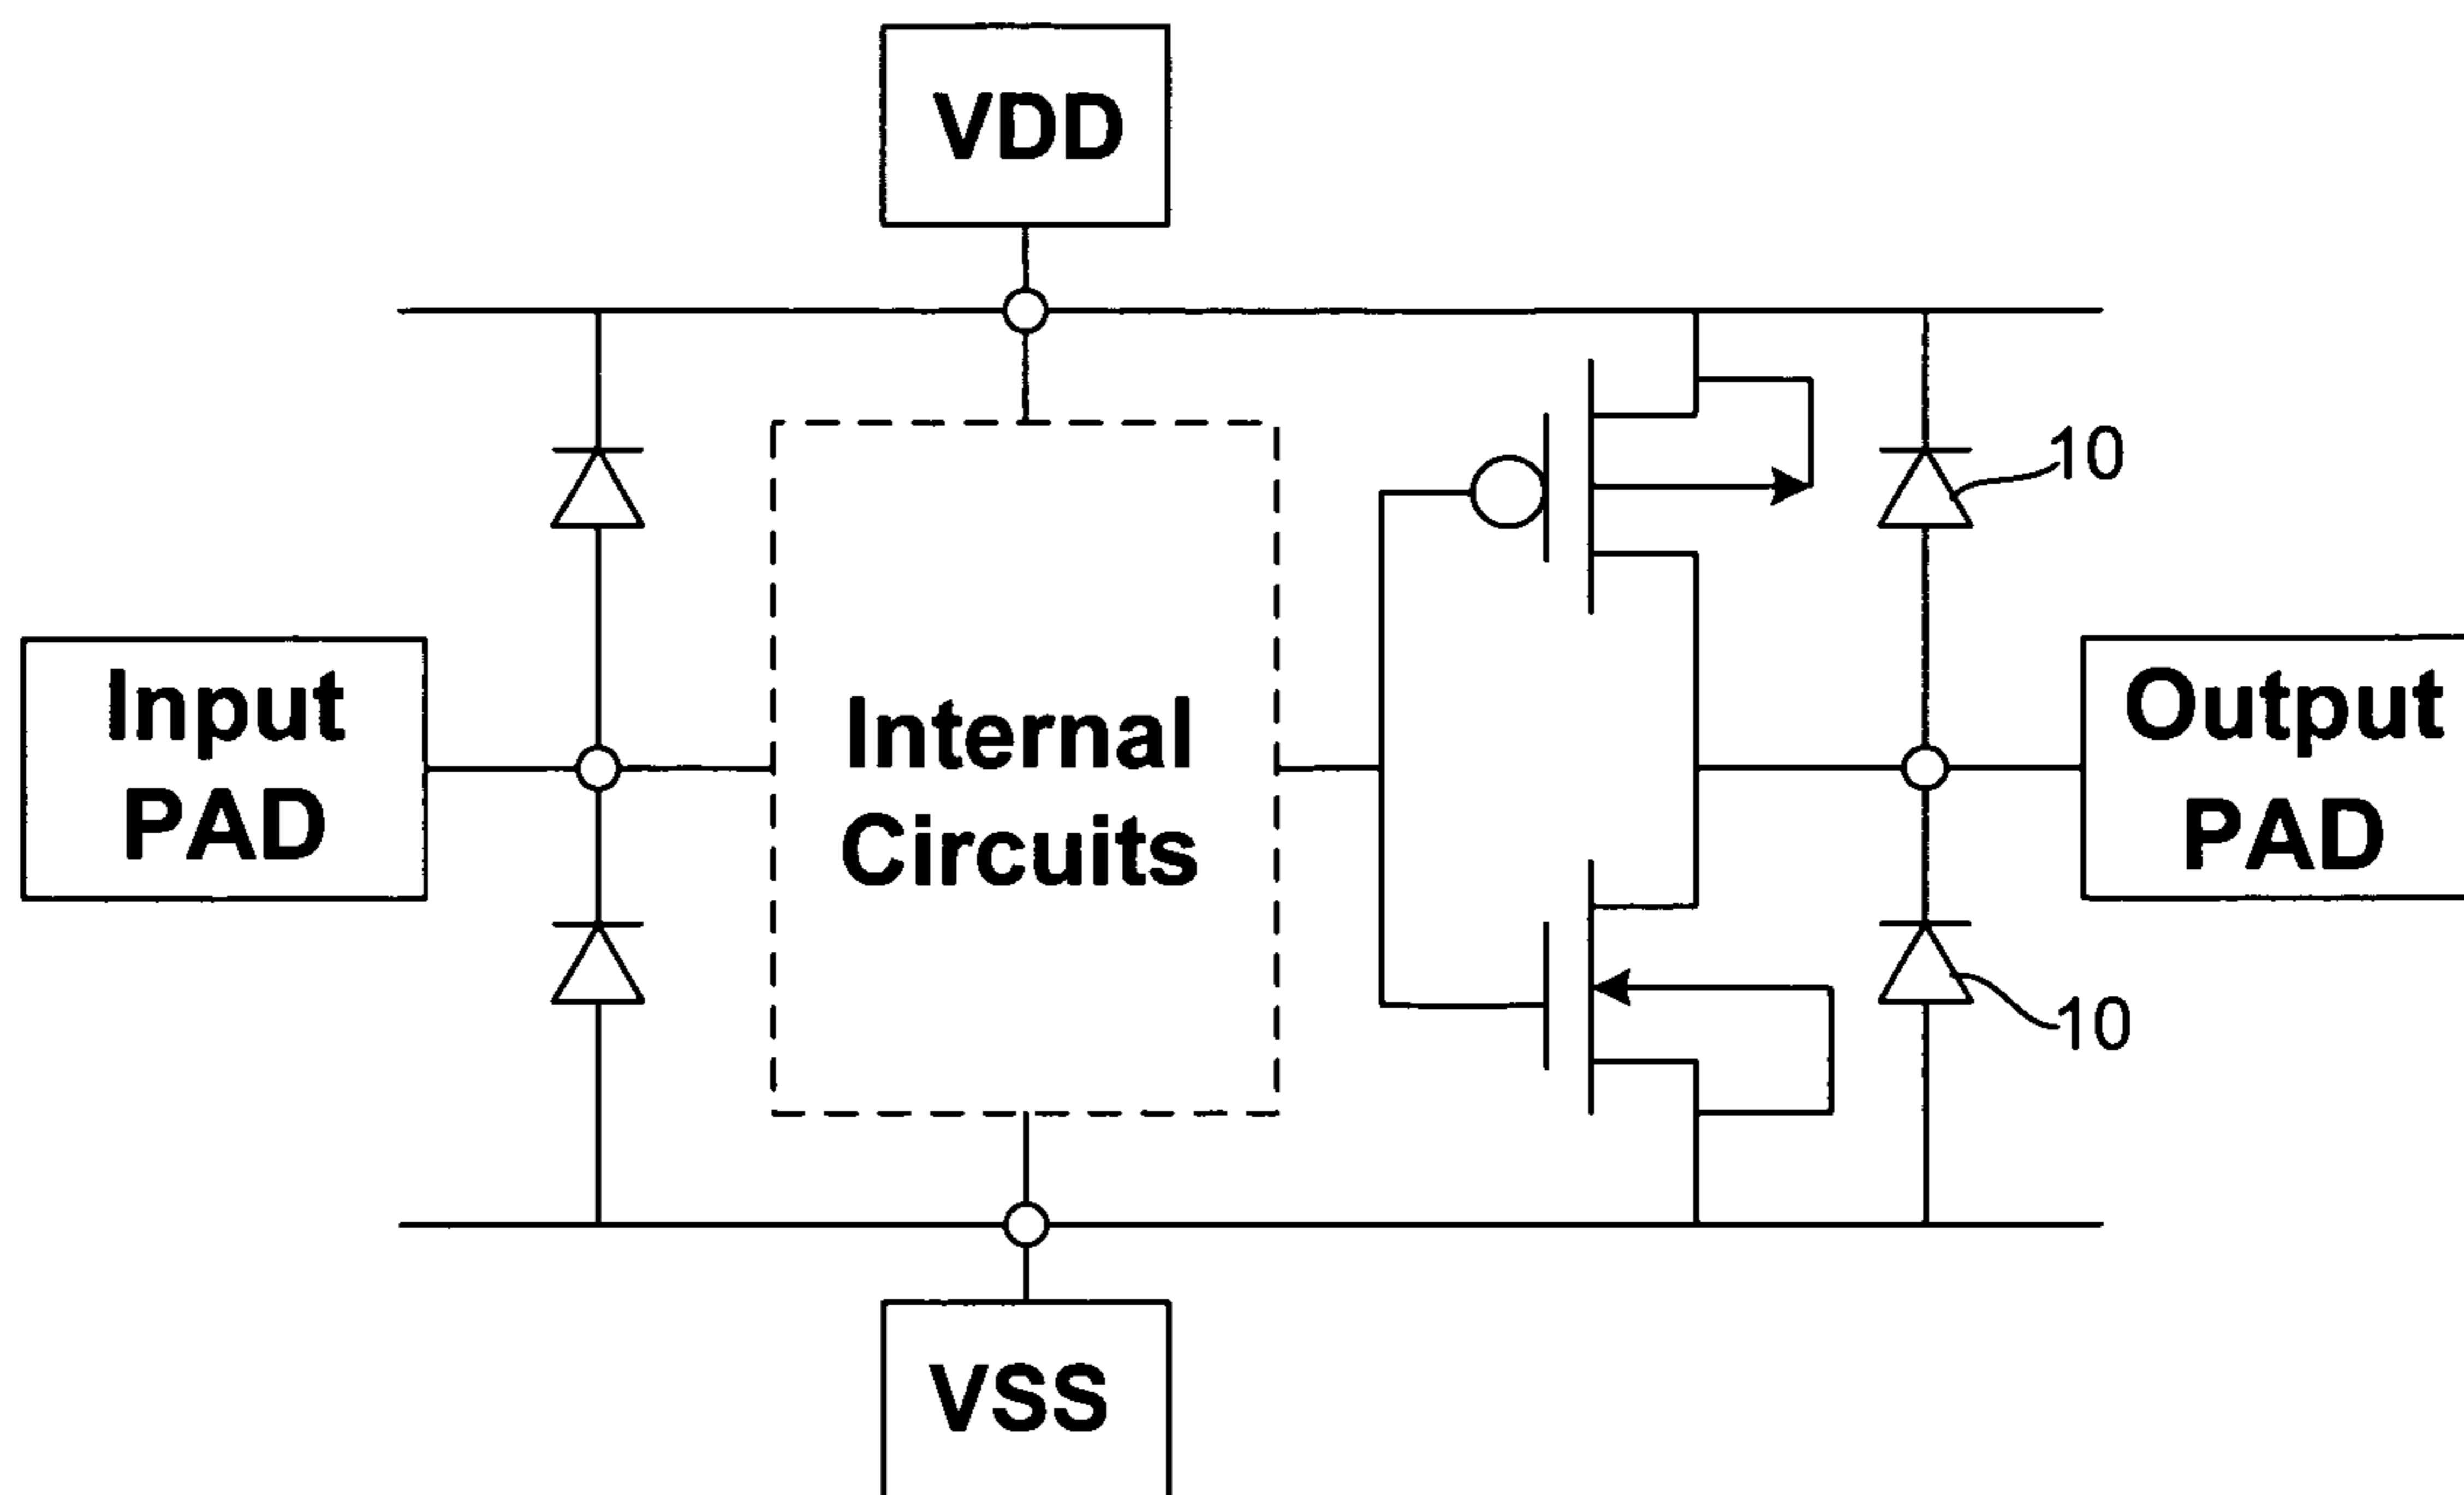 VDD
10
Input
PAD
Internal
Circuits
Output
PAD
10
VSS